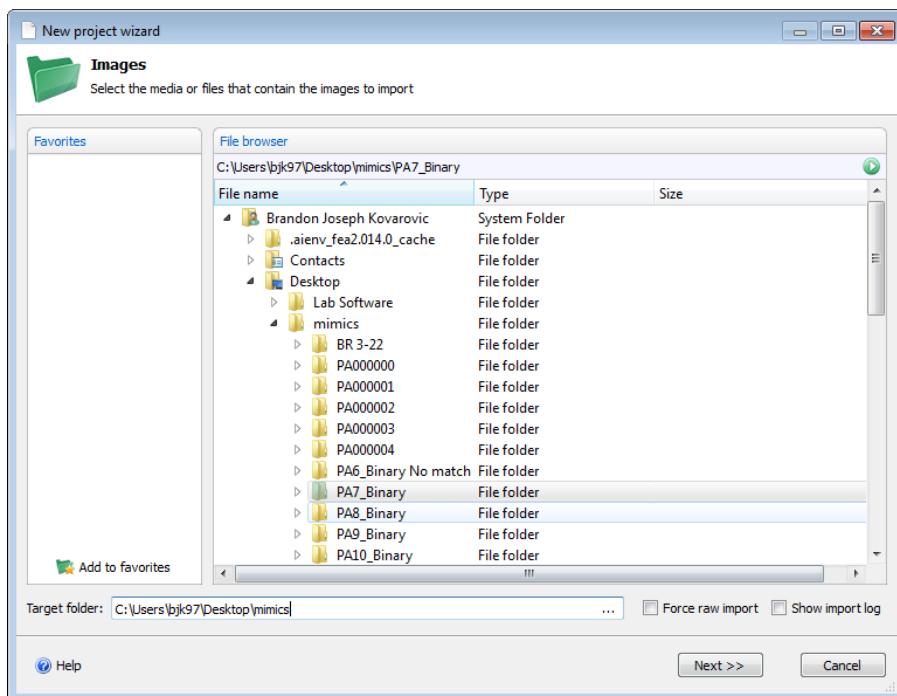 New project wizard
Images
Select the media or files that contain the images to import
Favorites
File browser
C:\Users\bjk97\Desktop\mimics\PA7_Binary
File name Type Size
Brandon Joseph Kovarovic System Folder
.aienv_fea2.014.0_cache File folder
Contacts File folder
Desktop File folder
Lab Software File folder
mimics File folder
BR 3-22 File folder
PA000000 File folder
PA000001 File folder
PA000002 File folder
PA000003 File folder
PA000004 File folder
PA6_Binary No match File folder
PA7_Binary File folder
PA8_Binary File folder
PA9_Binary File folder
PA10_Binary File folder
Add to favorites
Target folder: C:\Users\bjk97\Desktop\mimics ... Force raw import Show import log
Help Next >> Cancel